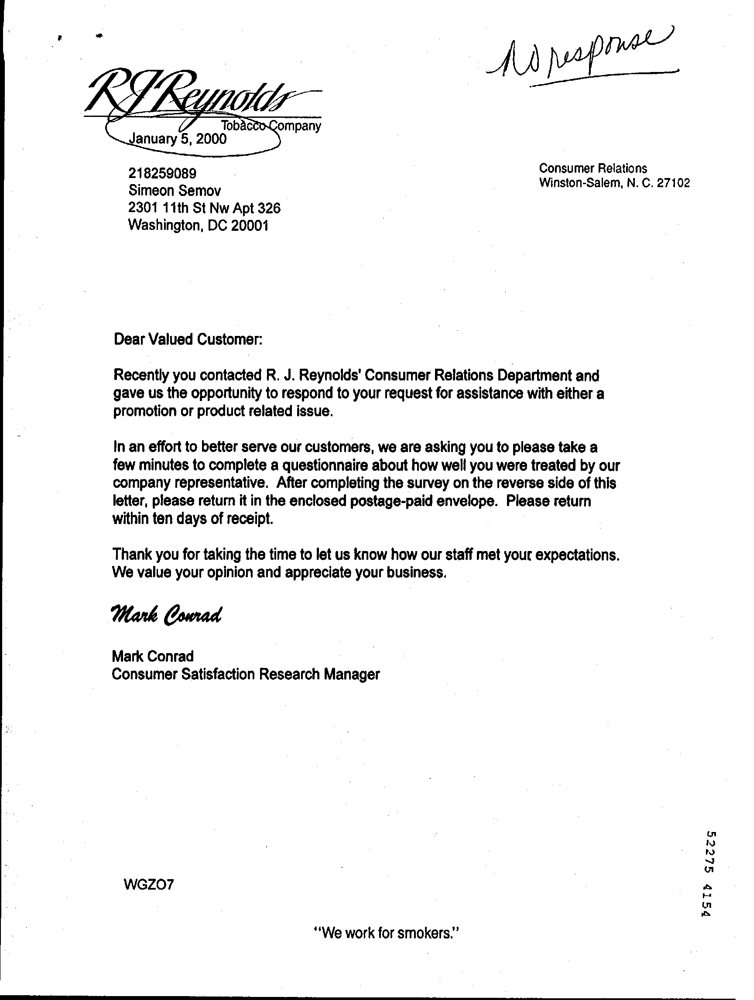 No response
RJReynolds
Tobacco Company
January 5, 2000
Consumer Relations
Winston-Salem, N. C. 27102
218259089
Simeon Semov
2301 11th St Nw Apt 326
Washington, DC 20001
Dear Valued Customer:
Recently you contacted R. J. Reynolds' Consumer Relations Department and
gave us the opportunity to respond to your request for assistance with either a
promotion or product related issue.
In an effort to better serve our customers, we are asking you to please take a
few minutes to complete a questionnaire about how well you were treated by our
company representative.  After completing the survey on the reverse side of this
letter, please return it in the enclosed postage-paid envelope.  Please return
within ten days of receipt.
Thank you for taking the time to let us know how our staff met your expectations.
We value your opinion and appreciate your business.
Mark Conrad
Mark Conrad
Consumer Satisfaction Research Manager
WGZO7
52275 4154
"We work for smokers."